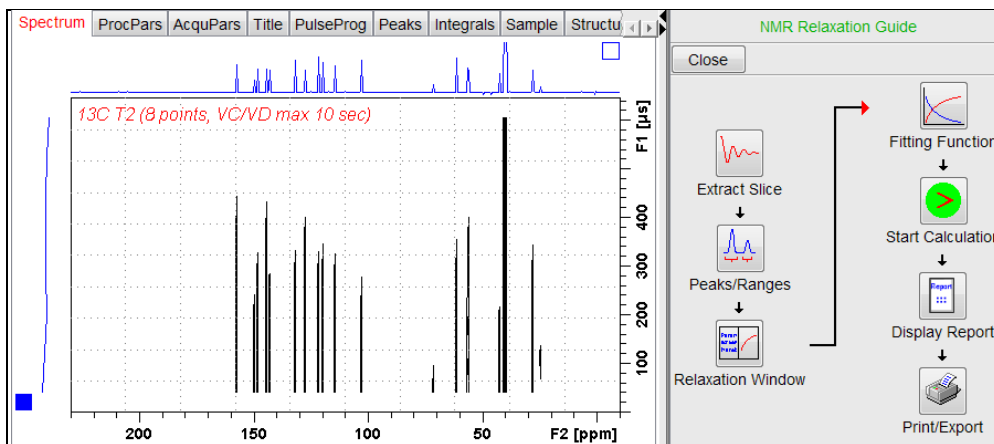 Spectrum ProcPars AcquPars Title PulseProg Peaks Integrals Sample Structu
13C T2 (8 points, VC/VD max 10 sec)
F1 [µs]
400
300
200
100
200 150 100 50 F2 [ppm]
NMR Relaxation Guide
Close
Extract Slice
Peaks/Ranges
Relaxation Window
Fitting Function
Start Calculation
Report
Display Report
Print/Export